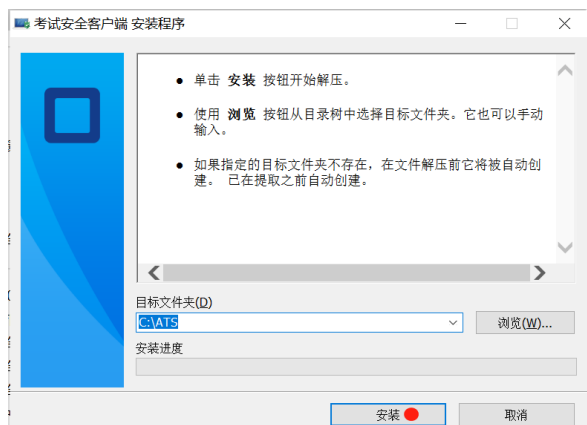 考试安全客户端 安装程序
● 单击 安装 按钮开始解压。
● 使用 浏览 按钮从目录树中选择目标文件夹。它也可以手动
输入。
● 如果指定的目标文件夹不存在，在文件解压前它将被自动创
建。 已在提取之前自动创建。
目标文件夹(D)
C:\ATS
浏览(W)...
安装进度
安装
取消